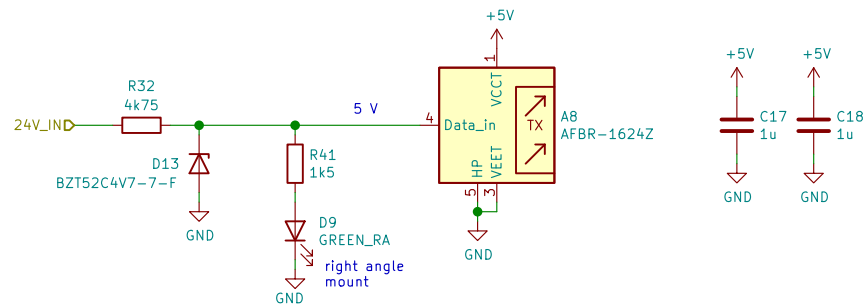 +5V
R32
4k75
24V_IN
D13
BZT52C4V7-7-F
GND
5 V
R41
1k5
D9
GREEN_RA
right angle
mount
GND
4
Data_in
1
VCCT
TX
HP
VEET
5
3
A8
AFBR-1624Z
GND
+5V
C17
1u
GND
+5V
C18
1u
GND